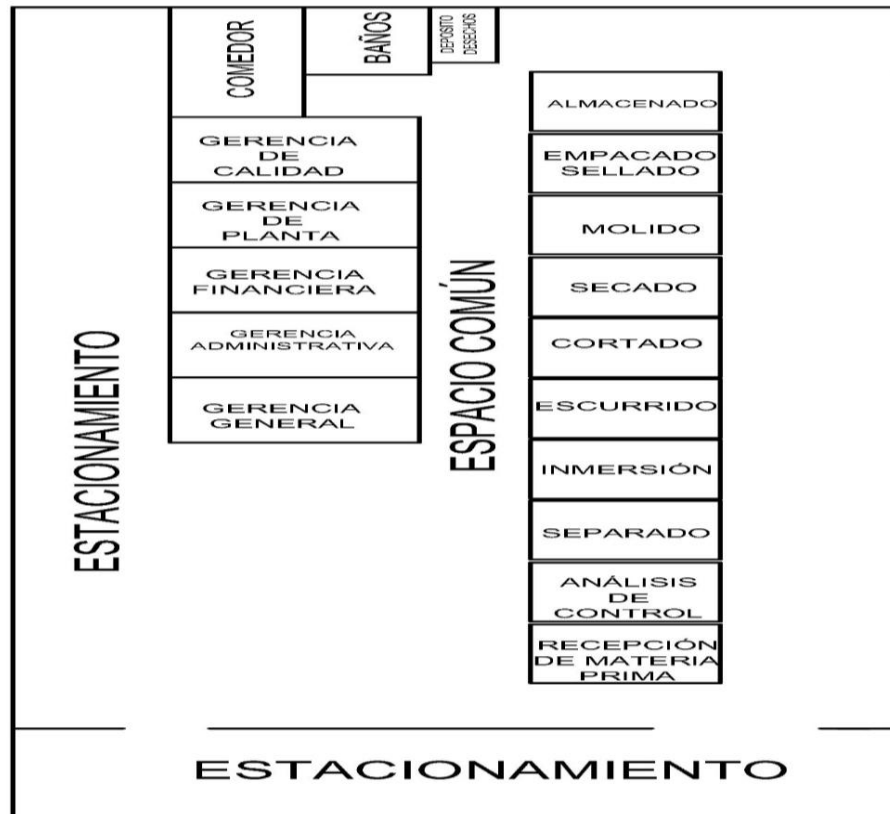 COMEDOR
BAÑOS
DEPOSITO
DESECHOS
GERENCIA
DE
CALIDAD
GERENCIA
DE
PLANTA
GERENCIA
FINANCIERA
GERENCIA
ADMINISTRATIVA
GERENCIA
GENERAL
ESTACIONAMIENTO
ESPACIO COMÚN
ALMACENADO
EMPACADO
SELLADO
MOLIDO
SECADO
CORTADO
ESCURRIDO
INMERSIÓN
SEPARADO
ANÁLISIS
DE
CONTROL
RECEPCIÓN
DE MATERIA
PRIMA
ESTACIONAMIENTO